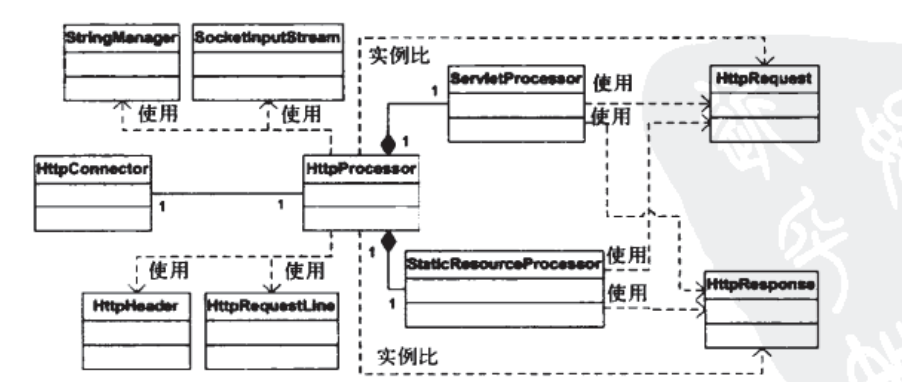 StringManager
SocketInputStream
实例比
ServletProcessor
HttpRequest
使用
使用
1
使用
使用
1
HttpConnector
HttpProcessor
1
1
1
使用
使用
StaticResourceProcessor
使用
HttpResponse
1
使用
HttpHeader
HttpRequestLine
实例比